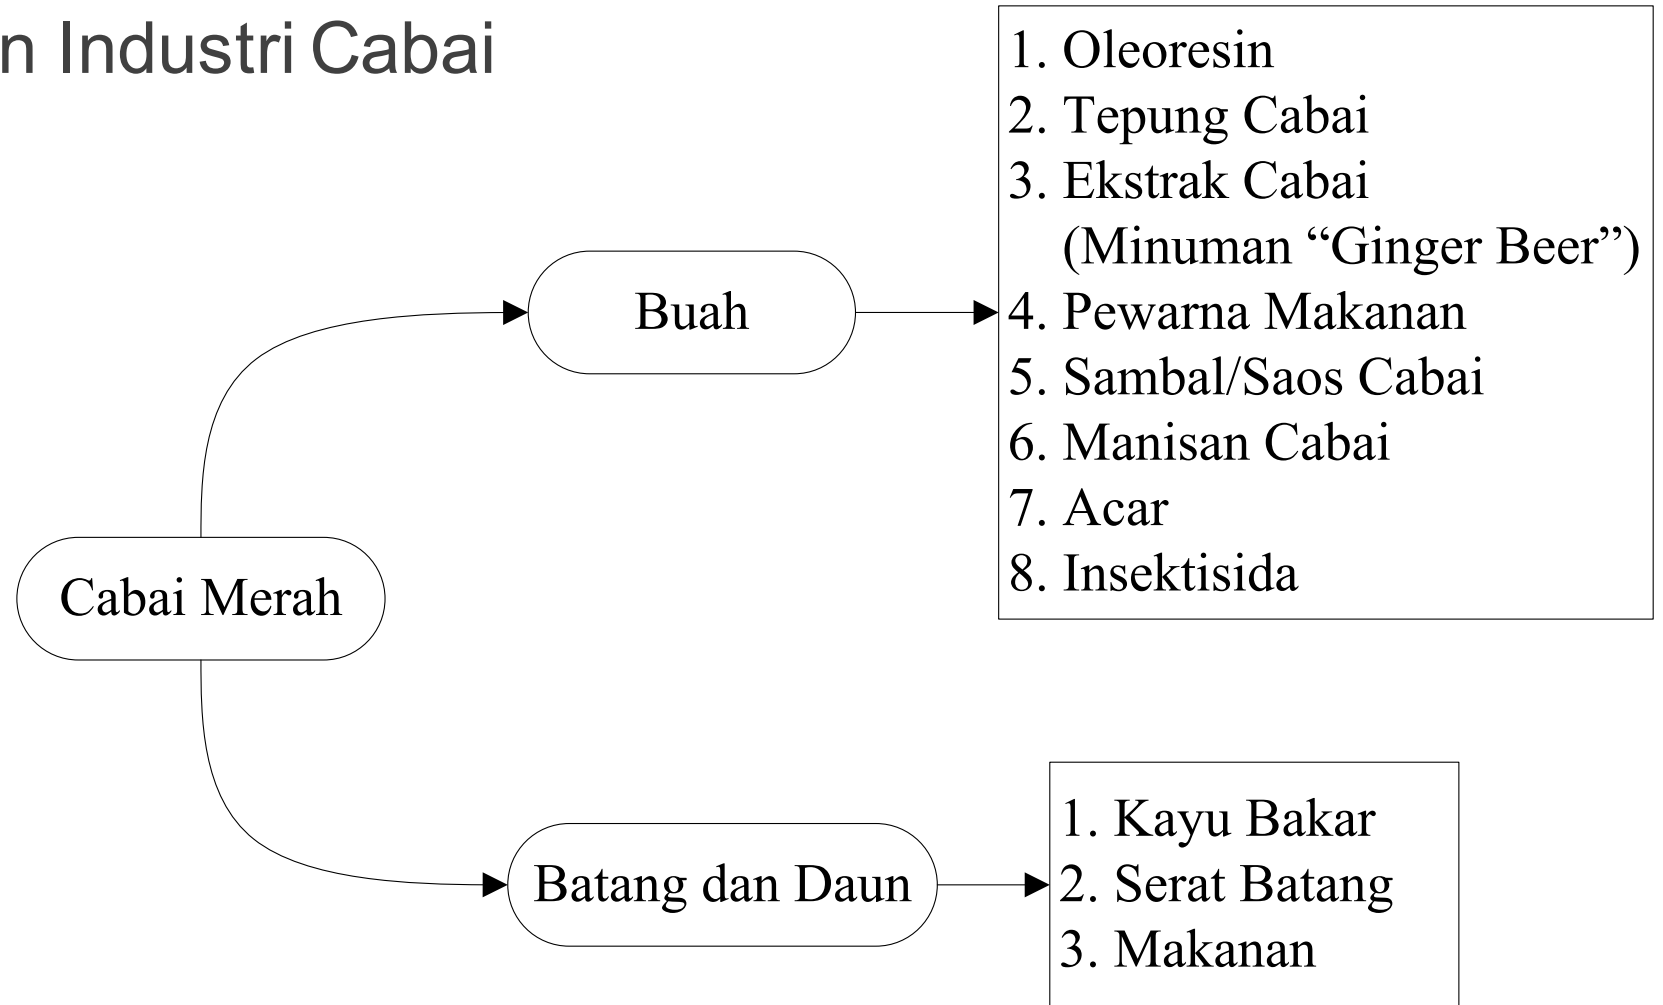 n Industri Cabai
1. Oleoresin
2. Tepung Cabai
3. Ekstrak Cabai
(Minuman “Ginger Beer”)
4. Pewarna Makanan
5. Sambal/Saos Cabai
6. Manisan Cabai
7. Acar
8. Insektisida
Buah
Cabai Merah
Batang dan Daun
1. Kayu Bakar
2. Serat Batang
3. Makanan